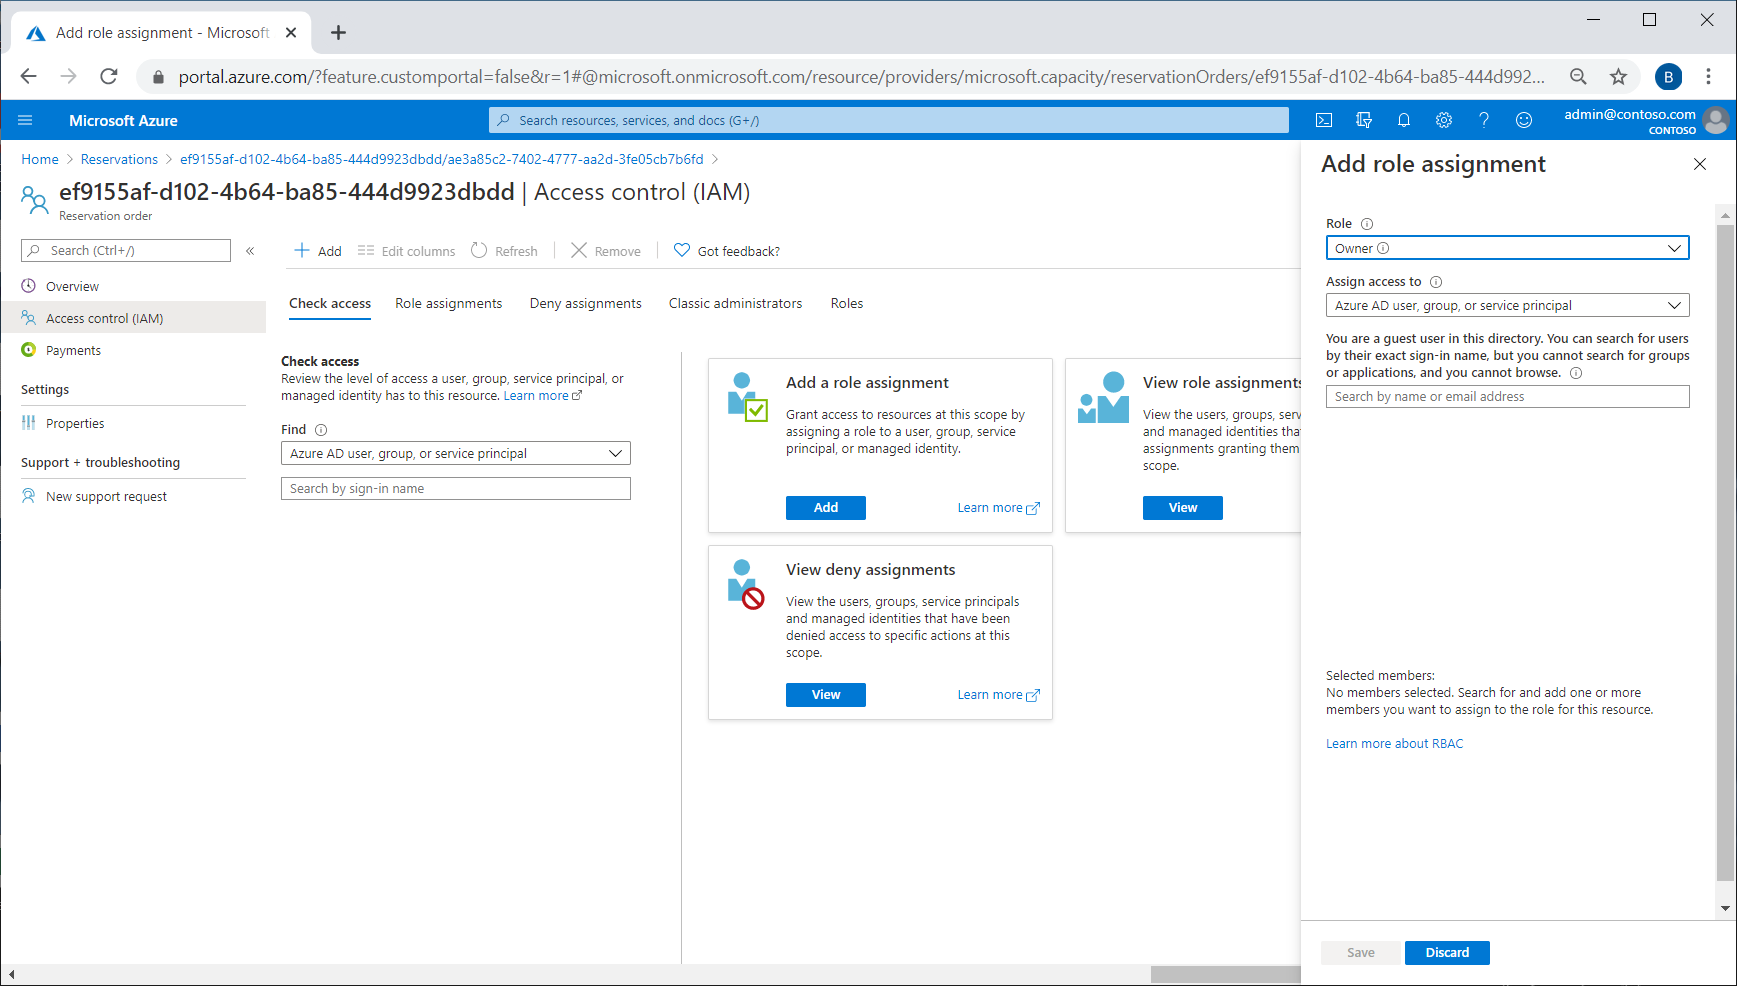 Add role assignment - Microsoft
portal.azure.com/?feature.customportal=false&r=1#@microsoft.onmicrosoft.com/resource/providers/microsoft.capacity/reservationOrders/ef9155af-d102-4b64-ba85-444d992...
B
Microsoft Azure
Search resources, services, and docs (G+/)
admin@contoso.com
CONTOSO
Home > Reservations > ef9155af-d102-4b64-ba85-444d9923dbdd/ae3a85c2-7402-4777-aa2d-3fe05cb7b6fd >
ef9155af-d102-4b64-ba85-444d9923dbdd | Access control (IAM)
Reservation order
Search (Ctrl+/)
Overview
Access control (IAM)
Payments
Settings
Properties
Support + troubleshooting
New support request
Add
Edit columns
Refresh
Remove
Got feedback?
Check access
Role assignments
Deny assignments
Classic administrators
Roles
Check access
Review the level of access a user, group, service principal, or
managed identity has to this resource. Learn more
Find
Azure AD user, group, or service principal
Search by sign-in name
Add a role assignment
Grant access to resources at this scope by
assigning a role to a user, group, service
principal, or managed identity.
Add
Learn more
View role assignments
View the users, groups, serv
and managed identities tha
assignments granting them
scope.
View
View deny assignments
View the users, groups, service principals
and managed identities that have been
denied access to specific actions at this
scope.
View
Learn more
Add role assignment
Role
Owner
Assign access to
Azure AD user, group, or service principal
You are a guest user in this directory. You can search for users
by their exact sign-in name, but you cannot search for groups
or applications, and you cannot browse.
Search by name or email address
Selected members:
No members selected. Search for and add one or more
members you want to assign to the role for this resource.
Learn more about RBAC
Save
Discard